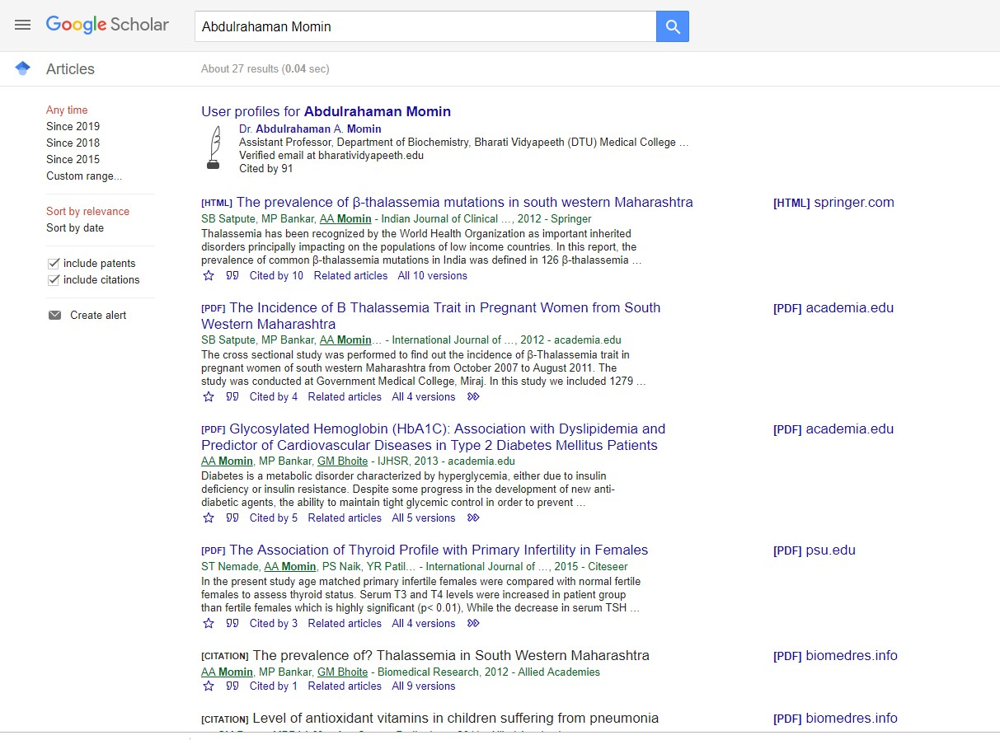 Google Scholar
Abdulrahaman Momin
Articles
About 27 results (0.04 sec)
Any time
Since 2019
Since 2018
Since 2015
Custom range...
Sort by relevance
Sort by date
include patents
include citations
Create alert
User profiles for Abdulrahaman Momin
Dr. Abdulrahaman A. Momin
Assistant Professor, Department of Biochemistry, Bharati Vidyapeeth (DTU) Medical College ...
Verified email at bharatividyapeeth.edu
Cited by 91
[HTML] The prevalence of β-thalassemia mutations in south western Maharashtra
[HTML] springer.com
SB Satpute, MP Bankar, AA Momin - Indian Journal of Clinical ..., 2012 - Springer
Thalassemia has been recognized by the World Health Organization as important inherited
disorders principally impacting on the populations of low income countries. In this report, the
prevalence of common β-thalassemia mutations in India was defined in 126 β-thalassemia ...
Cited by 10 Related articles All 10 versions
[PDF] The Incidence of B Thalassemia Trait in Pregnant Women from South
Western Maharashtra
[PDF] academia.edu
SB Satpute, MP Bankar, AA Momin... - International Journal of ..., 2012 - academia.edu
The cross sectional study was performed to find out the incidence of β-Thalassemia trait in
pregnant women of south western Maharashtra from October 2007 to August 2011. The
study was conducted at Government Medical College, Miraj. In this study we included 1279 ...
Cited by 4 Related articles All 4 versions
[PDF] Glycosylated Hemoglobin (HbA1C): Association with Dyslipidemia and
Predictor of Cardiovascular Diseases in Type 2 Diabetes Mellitus Patients
[PDF] academia.edu
AA Momin, MP Bankar, GM Bhoite - IJHSR, 2013 - academia.edu
Diabetes is a metabolic disorder characterized by hyperglycemia, either due to insulin
deficiency or insulin resistance. Despite some progress in the development of new anti-
diabetic agents, the ability to maintain tight glycemic control in order to prevent ...
Cited by 5 Related articles All 5 versions
[PDF] The Association of Thyroid Profile with Primary Infertility in Females
[PDF] psu.edu
ST Nemade, AA Momin, PS Naik, YR Patil... - International Journal of ..., 2015 - Citeseer
In the present study age matched primary infertile females were compared with normal fertile
females to assess thyroid status. Serum T3 and T4 levels were increased in patient group
than fertile females which is highly significant (p< 0.01), While the decrease in serum TSH ...
Cited by 3 Related articles All 4 versions
[CITATION] The prevalence of? Thalassemia in South Western Maharashtra
[PDF] biomedres.info
AA Momin, MP Bankar, GM Bhoite - Biomedical Research, 2012 - Allied Academies
Cited by 1 Related articles All 9 versions
[CITATION] Level of antioxidant vitamins in children suffering from pneumonia
[PDF] biomedres.info